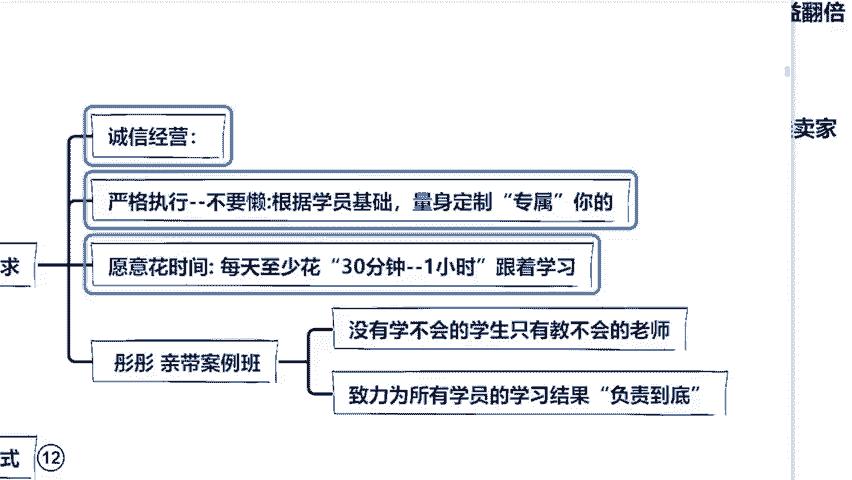 益翻倍
卖家
诚信经营：
严格执行--不要懒:根据学员基础，量身定制“专属”你的
求
愿意花时间: 每天至少花“30分钟--1小时”跟着学习
没有学不会的学生只有教不会的老师
彤彤 亲带案例班
致力为所有学员的学习结果“负责到底”
式 12